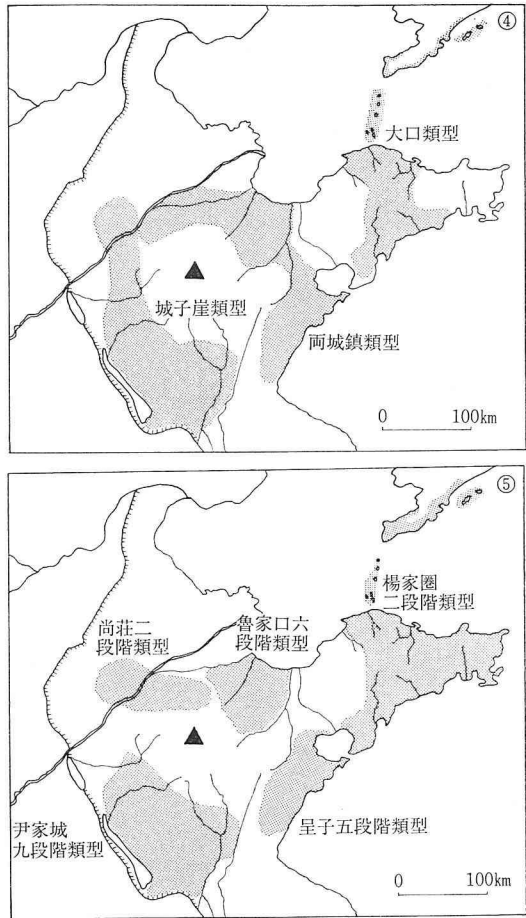 ④
大口類型
城子崖類型
両城鎮類型
0 100km
⑤
楊家圏
二段階類型
尚荘二
段階類型
魯家口六
段階類型
尹家城
九段階類型
呈子五段階類型
0 100km